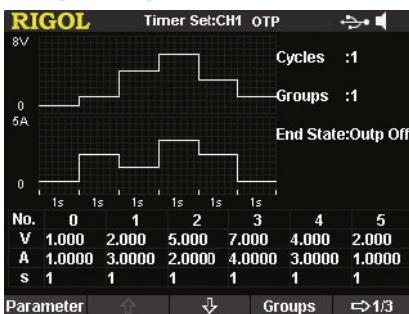 RIGOL Timer Set:CH1 OTP
8V
Cycles :1
0
Groups :1
5A
End State:Outp Off
0
1s 1s 1s 1s 1s 1s
No. 0 1 2 3 4 5
V 1.000 2.000 5.000 7.000 4.000 2.000
A 1.0000 3.0000 2.0000 4.0000 3.0000 1.0000
s 1 1 1 1 1 1
Parameter Groups 1/3